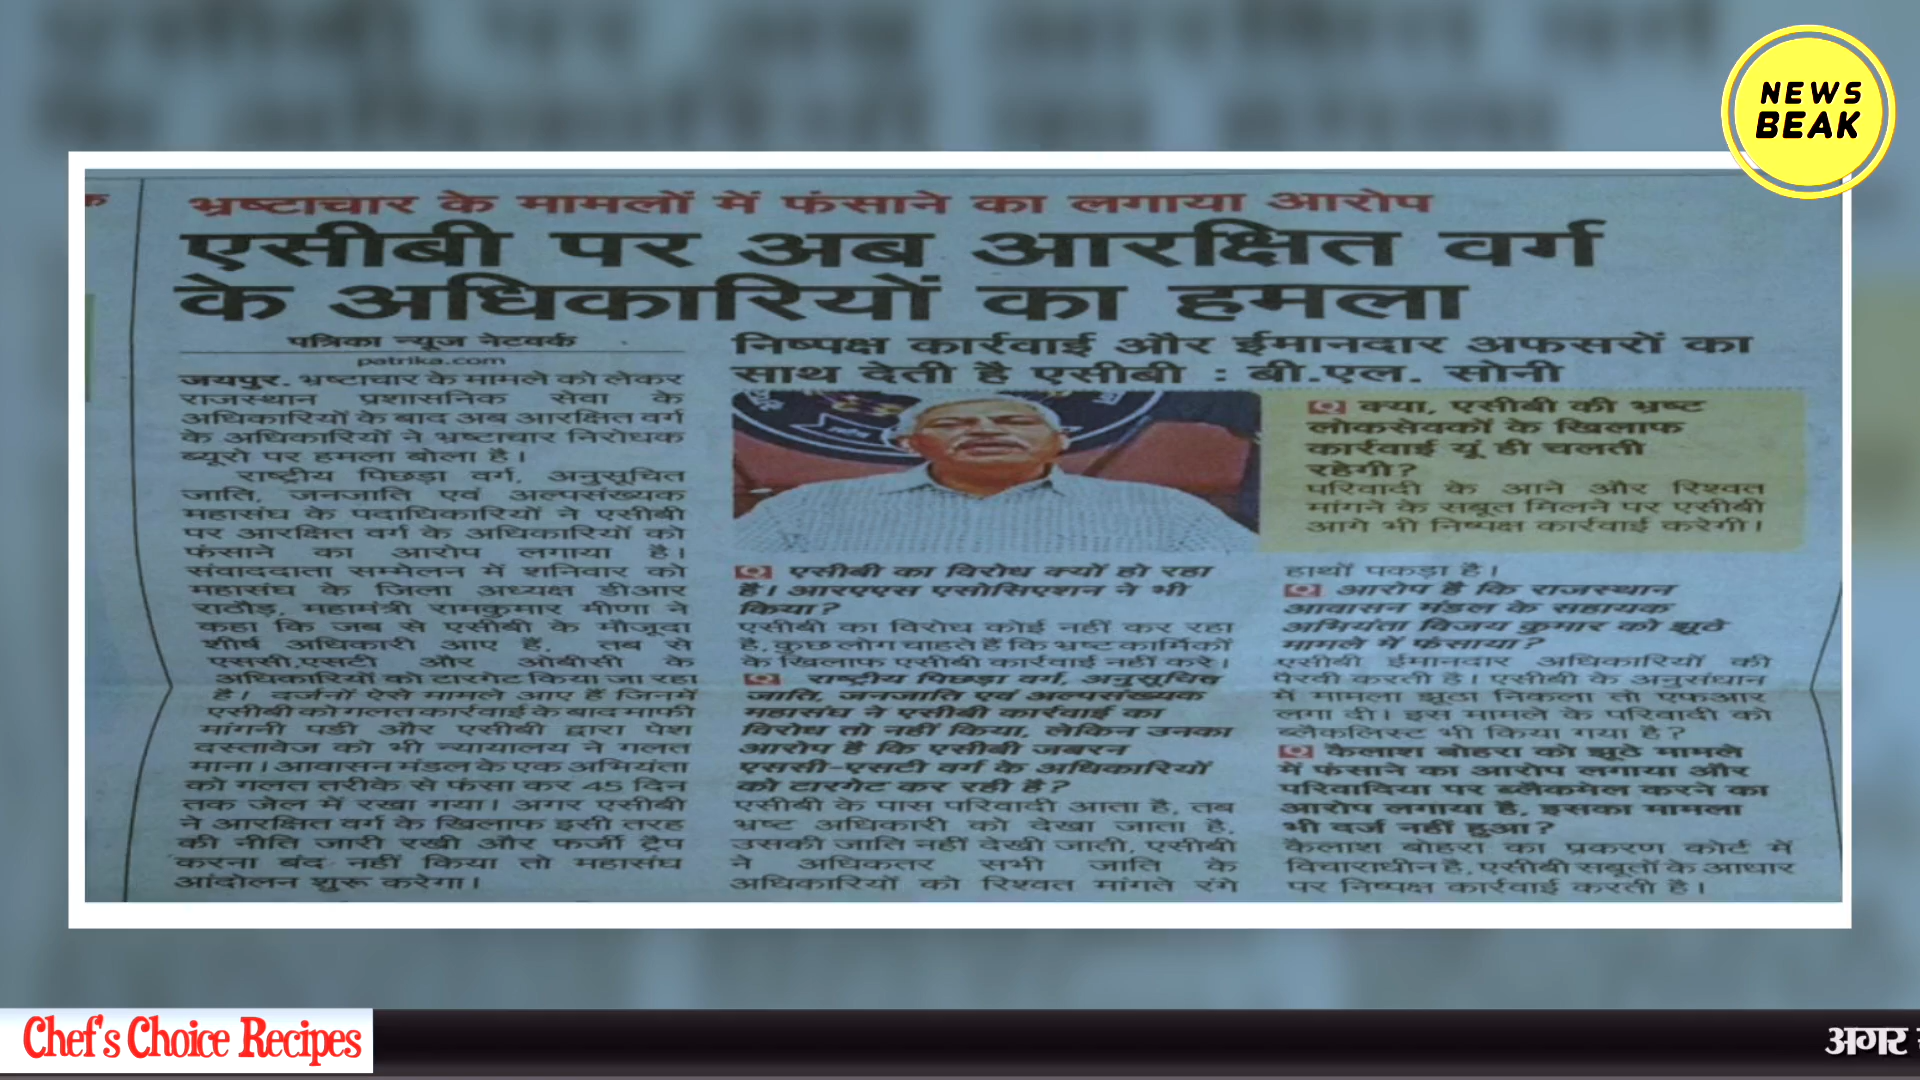 NEWS
BEAK
भ्रष्टाचार के मामलों में फंसाने का लगाया आरोप
एसीबी पर अब आरक्षित वर्ग
के अधिकारियों का हमला
पत्रिका न्यूज नेटवर्क
patrika.com
जयपुर. भ्रष्टाचार के मामले को लेकर
राजस्थान प्रशासनिक सेवा के
अधिकारियों के बाद अब आरक्षित वर्ग
के अधिकारियों ने भ्रष्टाचार निरोधक
ब्यूरो पर हमला बोला है।
राष्ट्रीय पिछड़ा वर्ग, अनुसूचित
जाति, जनजाति एवं अल्पसंख्यक
महासंघ के पदाधिकारियों ने एसीबी
पर आरक्षित वर्ग के अधिकारियों को
फंसाने का आरोप लगाया है।
संवाददाता सम्मेलन में शनिवार को
महासंघ के जिला अध्यक्ष डीआर
राठौड़, महामंत्री रामकुमार मीणा ने
कहा कि जब से एसीबी के मौजूदा
शीर्ष अधिकारी आए हैं, तब से
एससी,एसटी और ओबीसी के
अधिकारियों को टारगेट किया जा रहा
है। दर्जनों ऐसे मामले आए हैं जिनमें
एसीबी को गलत कार्रवाई के बाद माफी
मांगनी पडी और एसीबी द्वारा पेश
दस्तावेज को भी न्यायालय ने गलत
माना। आवासन मंडल के एक अभियंता
को गलत तरीके से फंसा कर 45 दिन
तक जेल में रखा गया। अगर एसीबी
ने आरक्षित वर्ग के खिलाफ इसी तरह
की नीति जारी रखी और फर्जी ट्रैप
करना बंद नहीं किया तो महासंघ
आंदोलन शुरू करेगा।
निष्पक्ष कार्रवाई और ईमानदार अफसरों का
साथ देती है एसीबी : बी.एल. सोनी
Q क्या, एसीबी की भ्रष्ट
लोकसेवकों के खिलाफ
कार्रवाई यूं ही चलती
रहेगी?
परिवादी के आने और रिश्वत
मांगने के सबूत मिलने पर एसीबी
आगे भी निष्पक्ष कार्रवाई करेगी।
Q एसीबी का विरोध क्यों हो रहा
है। आरएएस एसोसिएशन ने भी
किया?
एसीबी का विरोध कोई नहीं कर रहा
है, कुछ लोग चाहते हैं कि भ्रष्ट कार्मिकों
के खिलाफ एसीबी कार्रवाई नहीं करे।
Q राष्ट्रीय पिछड़ा वर्ग, अनुसूचित
जाति, जनजाति एवं अल्पसंख्यक
महासंघ ने एसीबी कार्रवाई का
विरोध तो नहीं किया, लेकिन उनका
आरोप है कि एसीबी जबरन
एससी-एसटी वर्ग के अधिकारियों
को टारगेट कर रही है?
एसीबी के पास परिवादी आता है, तब
भ्रष्ट अधिकारी को देखा जाता है,
उसकी जाति नहीं देखी जाती, एसीबी
ने अधिकतर सभी जाति के
अधिकारियों को रिश्वत मांगते रंगे
हाथों पकड़ा है।
Q आरोप है कि राजस्थान
आवासन मंडल के सहायक
अभियंता विजय कुमार को झूठे
मामले में फंसाया?
एसीबी ईमानदार अधिकारियों की
पैरवी करती है। एसीबी के अनुसंधान
में मामला झूठा निकला तो एफआर
लगा दी। इस मामले के परिवादी को
ब्लैकलिस्ट भी किया गया है?
Q कैलाश बोहरा को झूठे मामले
में फंसाने का आरोप लगाया और
परिवादिया पर ब्लैकमेल करने का
आरोप लगाया है, इसका मामला
भी दर्ज नहीं हुआ?
कैलाश बोहरा का प्रकरण कोर्ट में
विचाराधीन है, एसीबी सबूतों के आधार
पर निष्पक्ष कार्रवाई करती है।
Chef's Choice Recipes
अगर